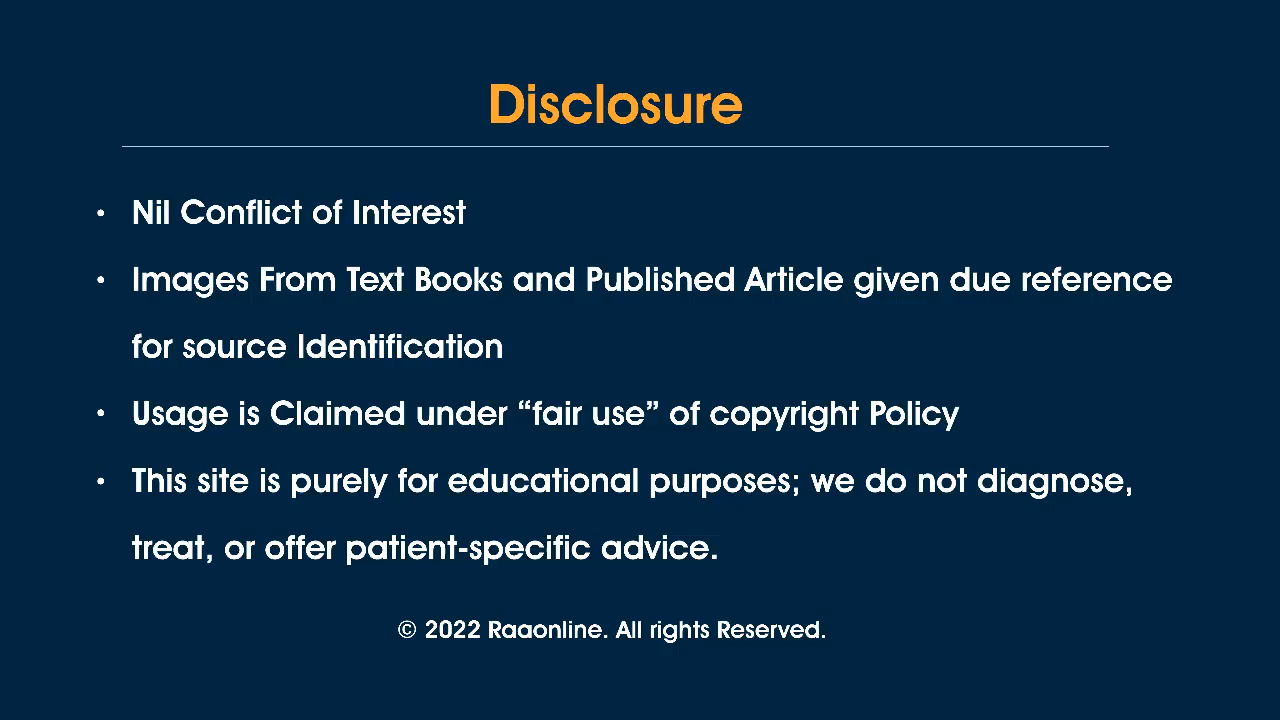 Disclosure
• Nil Conflict of Interest
• Images From Text Books and Published Article given due reference
for source Identification
• Usage is Claimed under “fair use” of copyright Policy
• This site is purely for educational purposes; we do not diagnose,
treat, or offer patient-specific advice.
© 2022 Raaonline. All rights Reserved.